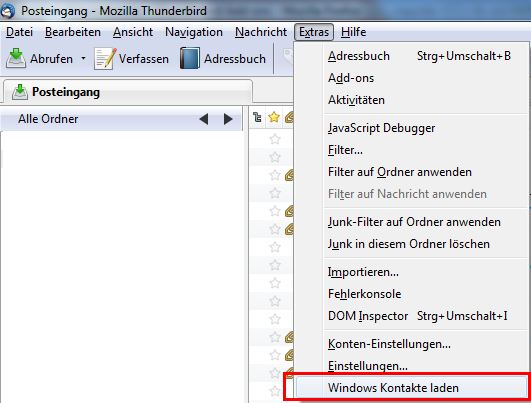 Posteingang - Mozilla Thunderbird
Datei Bearbeiten Ansicht Navigation Nachricht Extras Hilfe
Abrufen Verfassen Adressbuch
Posteingang
Alle Ordner
Adressbuch Strg+Umschalt+B
Add-ons
Aktivitäten
JavaScript Debugger
Filter...
Filter auf Ordner anwenden
Filter auf Nachricht anwenden
Junk-Filter auf Ordner anwenden
Junk in diesem Ordner löschen
Importieren...
Fehlerkonsole
DOM Inspector Strg+Umschalt+I
Konten-Einstellungen...
Einstellungen...
Windows Kontakte laden